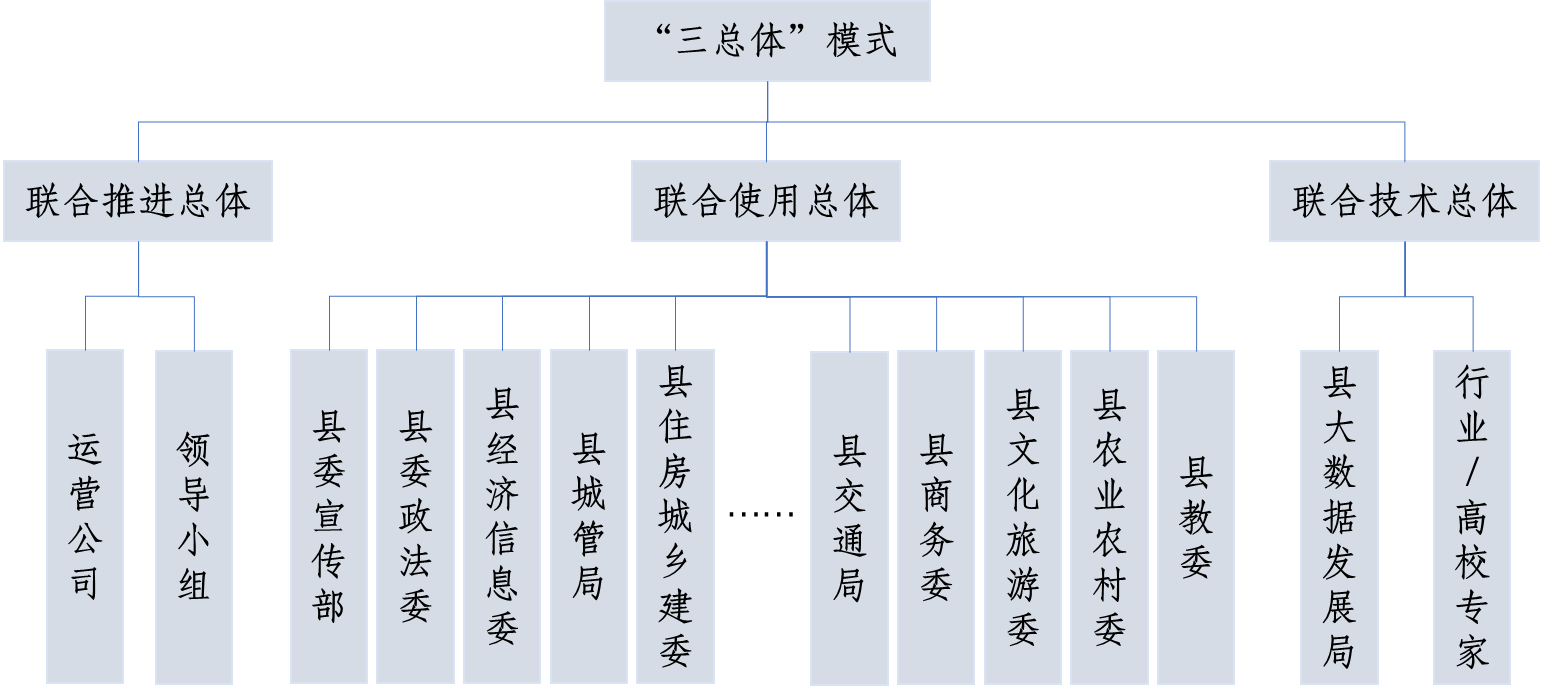 “三总体”模式
联合推进总体
联合使用总体
联合技术总体
运营公司
领导小组
县委宣传部
县委政法委
县经济信息委
县城管局
县住房城乡建委
……
县交通局
县商务委
县文化旅游委
县农业农村委
县教委
县大数据发展局
行业/高校专家